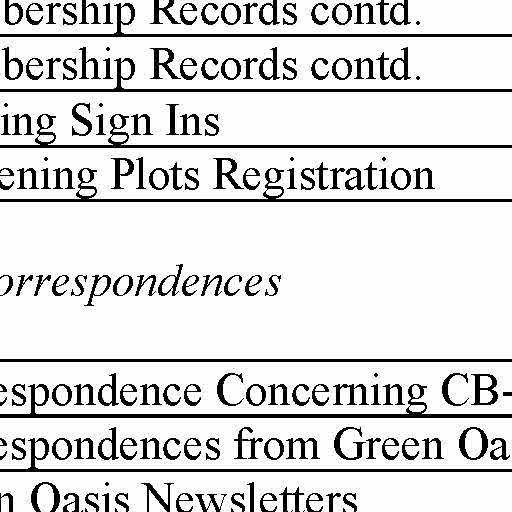 bership Records contd.
bership Records contd.
ing Sign Ins
ening Plots Registration
orrespondences
espondence Concerning CB-
espondences from Green Oa
n Oasis Newsletters